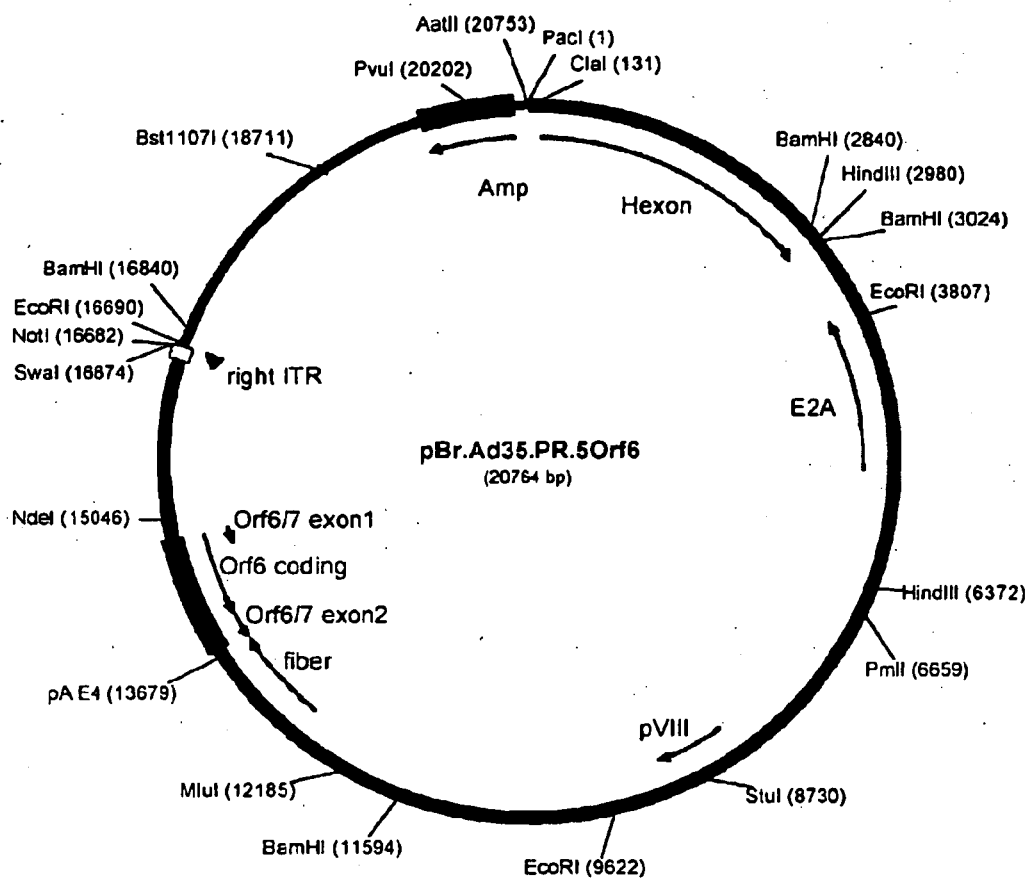 AatII (20753)
PacI (1)
ClaI (131)
PvuI (20202)
Bst1107I (18711)
BamHI (2840)
HindIII (2980)
BamHI (3024)
Amp
Hexon
BamHI (16840)
EcoRI (16690)
NotI (16682)
SwaI (16674)
EcoRI (3807)
right ITR
E2A
pBr.Ad35.PR.5Orf6
(20764 bp)
NdeI (15046)
Orf6/7 exon1
Orf6 coding
Orf6/7 exon2
fiber
HindIII (6372)
PmlI (6659)
pA E4 (13679)
pVIII
MluI (12185)
StuI (8730)
BamHI (11594)
EcoRI (9622)